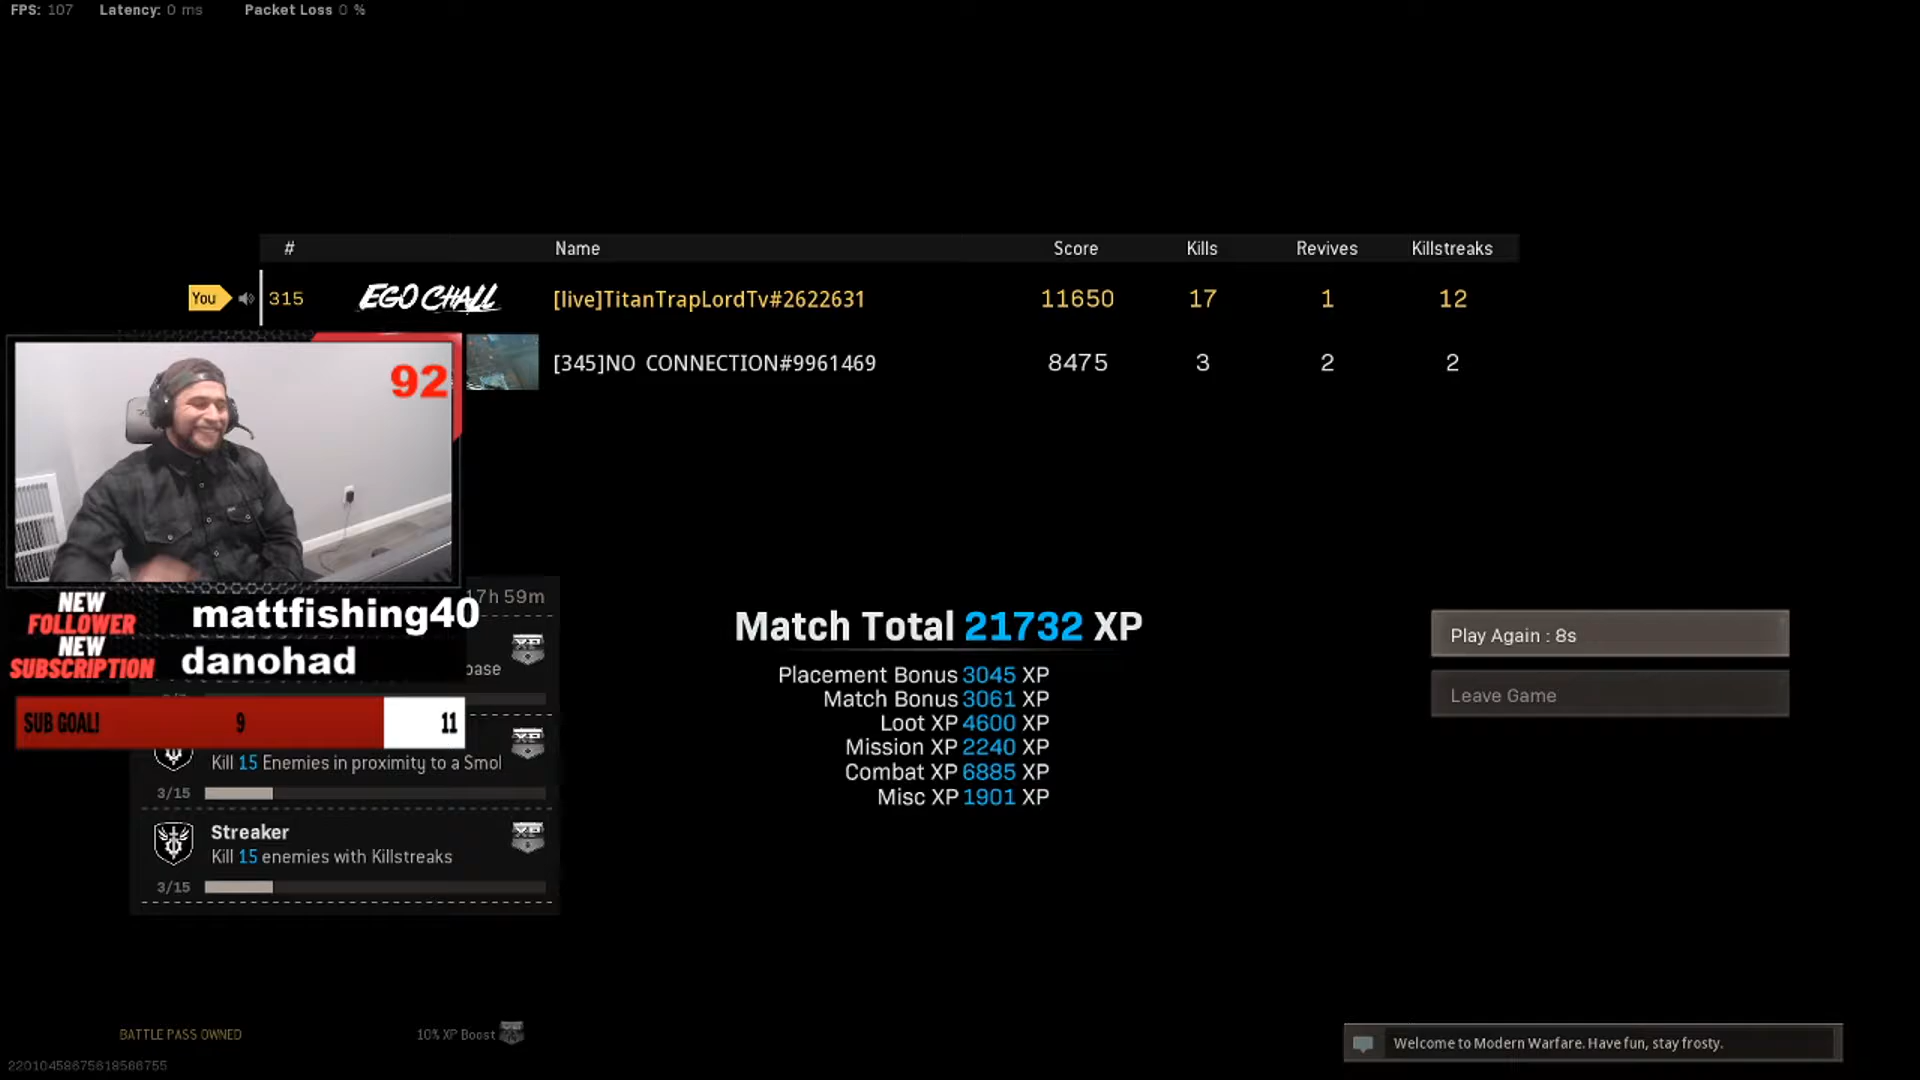 FPS: 107 Latency: 0 ms Packet Loss 0 %
# Name Score Kills Revives Killstreaks
You 315 EGO CHALL [live]TitanTrapLordTv#2622631 11650 17 1 12
[345]NO CONNECTION#9961469 8475 3 2 2
92
17h 59m
NEW FOLLOWER mattfishing40
NEW SUBSCRIPTION danohad
SUB GOAL! 9 11
Kill 15 Enemies in proximity to a Smol
3/15
Streaker
Kill 15 enemies with Killstreaks
3/15
Match Total 21732 XP
Placement Bonus 3045 XP
Match Bonus 3061 XP
Loot XP 4600 XP
Mission XP 2240 XP
Combat XP 6885 XP
Misc XP 1901 XP
Play Again : 8s
Leave Game
BATTLE PASS OWNED
10% XP Boost
Welcome to Modern Warfare. Have fun, stay frosty.
22010458675618586755